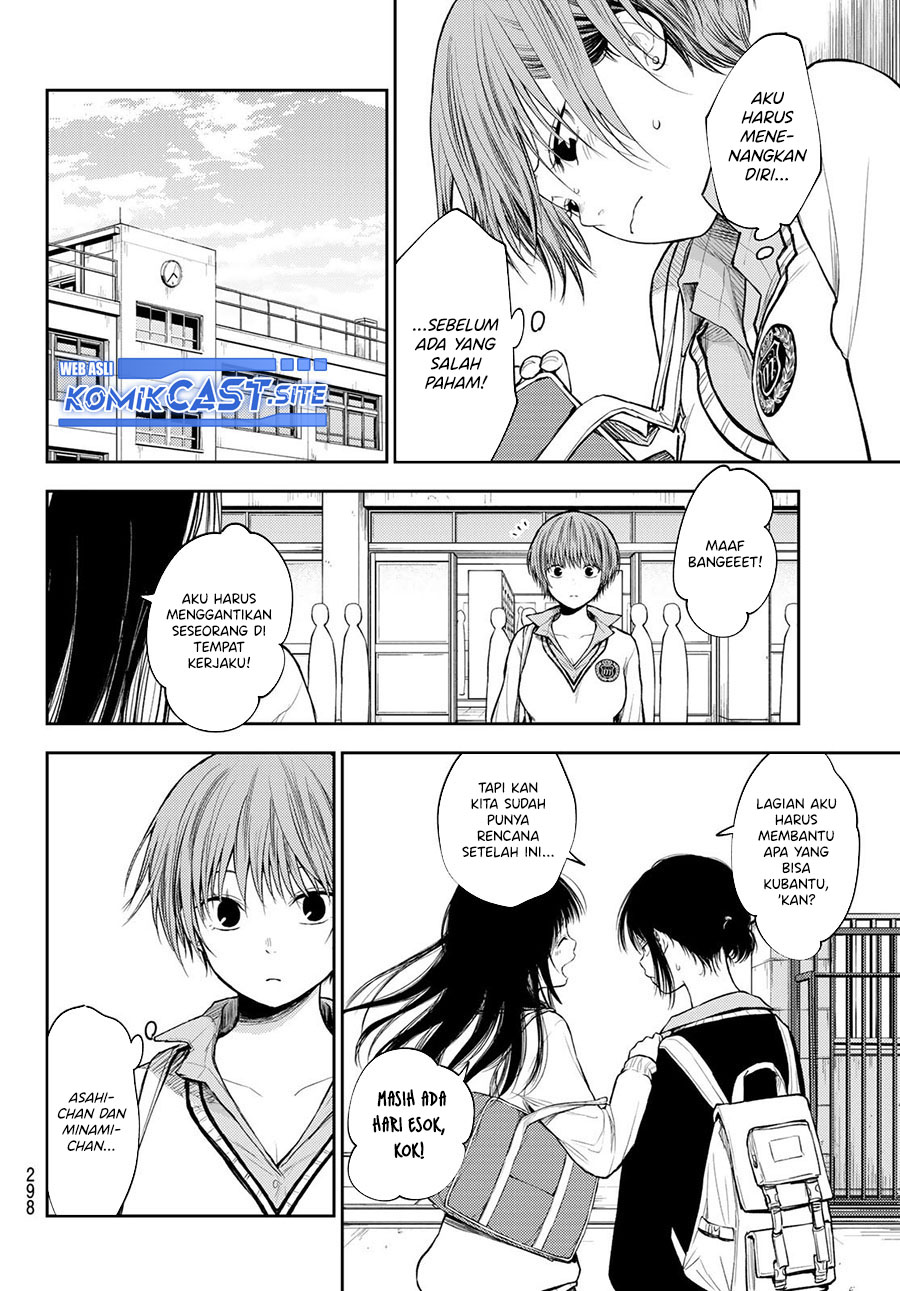 AKU
HARUS
MENE-
NANGKAN
DIRI...
...SEBELUM
ADA YANG
SALAH
PAHAM!
WEB ASLI
KOMIKCAST.SITE
MAAF
BANGEEET!
AKU HARUS
MENGGANTIKAN
SESEORANG DI
TEMPAT
KERJAKU!
LAGIAN AKU
HARUS
MEMBANTU
APA YANG
BISA
KUBANTU,
'KAN?
TAPI KAN
KITA SUDAH
PUNYA
RENCANA
SETELAH INI...
MASIH ADA
HARI ESOK,
KOK!
ASAHI-
CHAN DAN
MINAMI-
CHAN...
298